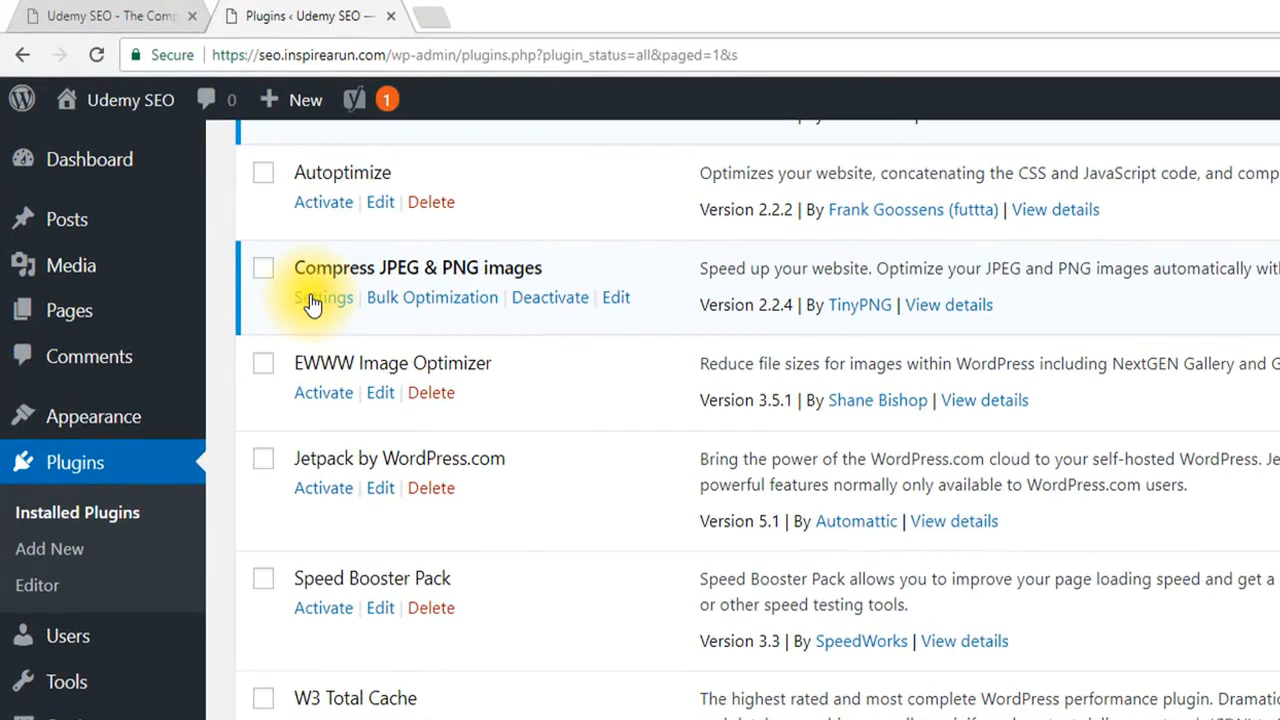 Udemy SEO - The Comp
Plugins ‹ Udemy SEO —
Secure https://seo.inspirearun.com/wp-admin/plugins.php?plugin_status=all&paged=1&s
Udemy SEO 0 New 1
Dashboard
Posts
Media
Pages
Comments
Appearance
Plugins
Installed Plugins
Add New
Editor
Users
Tools
Autoptimize
Activate | Edit | Delete
Optimizes your website, concatenating the CSS and JavaScript code, and comp
Version 2.2.2 | By Frank Goossens (futtta) | View details
Compress JPEG & PNG images
Settings | Bulk Optimization | Deactivate | Edit
Speed up your website. Optimize your JPEG and PNG images automatically wit
Version 2.2.4 | By TinyPNG | View details
EWWW Image Optimizer
Activate | Edit | Delete
Reduce file sizes for images within WordPress including NextGEN Gallery and G
Version 3.5.1 | By Shane Bishop | View details
Jetpack by WordPress.com
Activate | Edit | Delete
Bring the power of the WordPress.com cloud to your self-hosted WordPress. Je
powerful features normally only available to WordPress.com users.
Version 5.1 | By Automattic | View details
Speed Booster Pack
Activate | Edit | Delete
Speed Booster Pack allows you to improve your page loading speed and get a
or other speed testing tools.
Version 3.3 | By SpeedWorks | View details
W3 Total Cache
The highest rated and most complete WordPress performance plugin. Dramatic